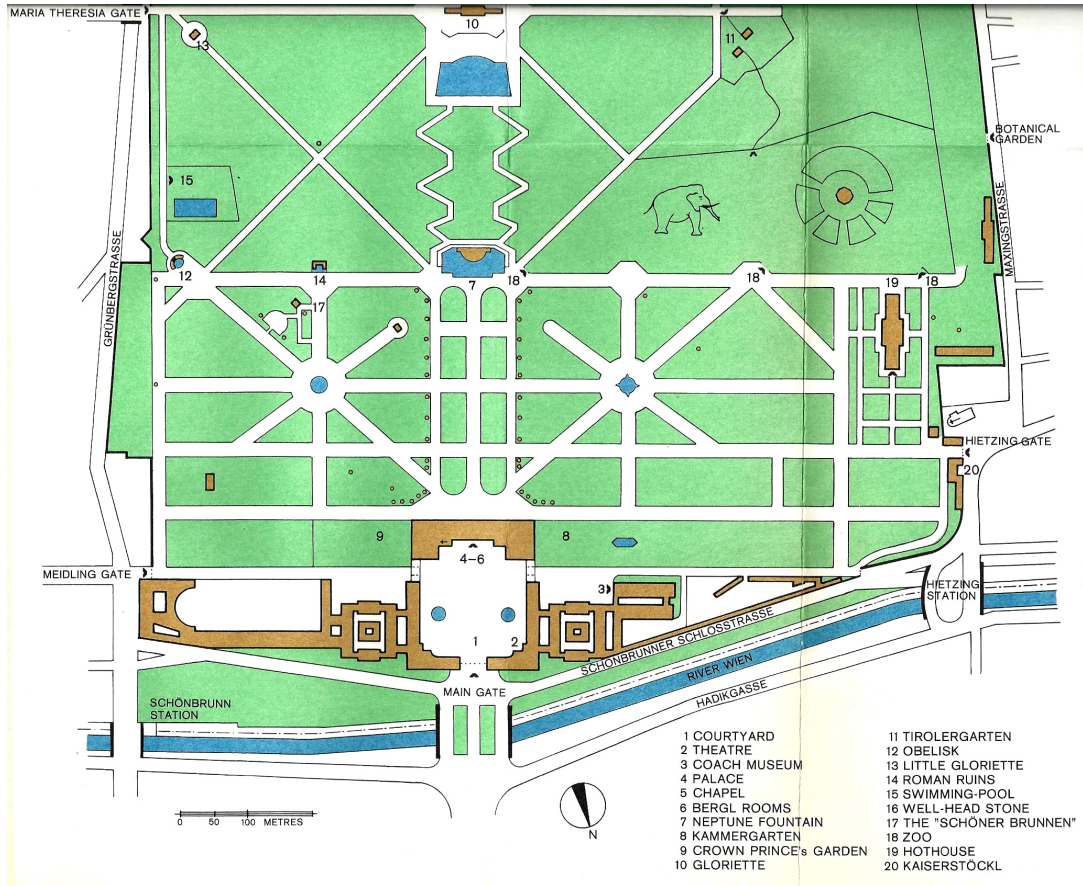 MARIA THERESIA GATE
10
13
11
BOTANICAL
GARDEN
15
MAXINGSTRASSE
GRÜNBERGSTRASSE
12
14
7
18
18
19
18
17
HIETZING GATE
20
9
8
4–6
MEIDLING GATE
3
HIETZING
STATION
1
2
SCHÖNBRUNNER SCHLOSSTRASSE
RIVER WIEN
HADIKGASSE
MAIN GATE
SCHÖNBRUNN
STATION
0 50 100 METRES
N
1 COURTYARD
2 THEATRE
3 COACH MUSEUM
4 PALACE
5 CHAPEL
6 BERGL ROOMS
7 NEPTUNE FOUNTAIN
8 KAMMERGARTEN
9 CROWN PRINCE's GARDEN
10 GLORIETTE
11 TIROLERGARTEN
12 OBELISK
13 LITTLE GLORIETTE
14 ROMAN RUINS
15 SWIMMING-POOL
16 WELL-HEAD STONE
17 THE "SCHÖNER BRUNNEN"
18 ZOO
19 HOTHOUSE
20 KAISERSTÖCKL